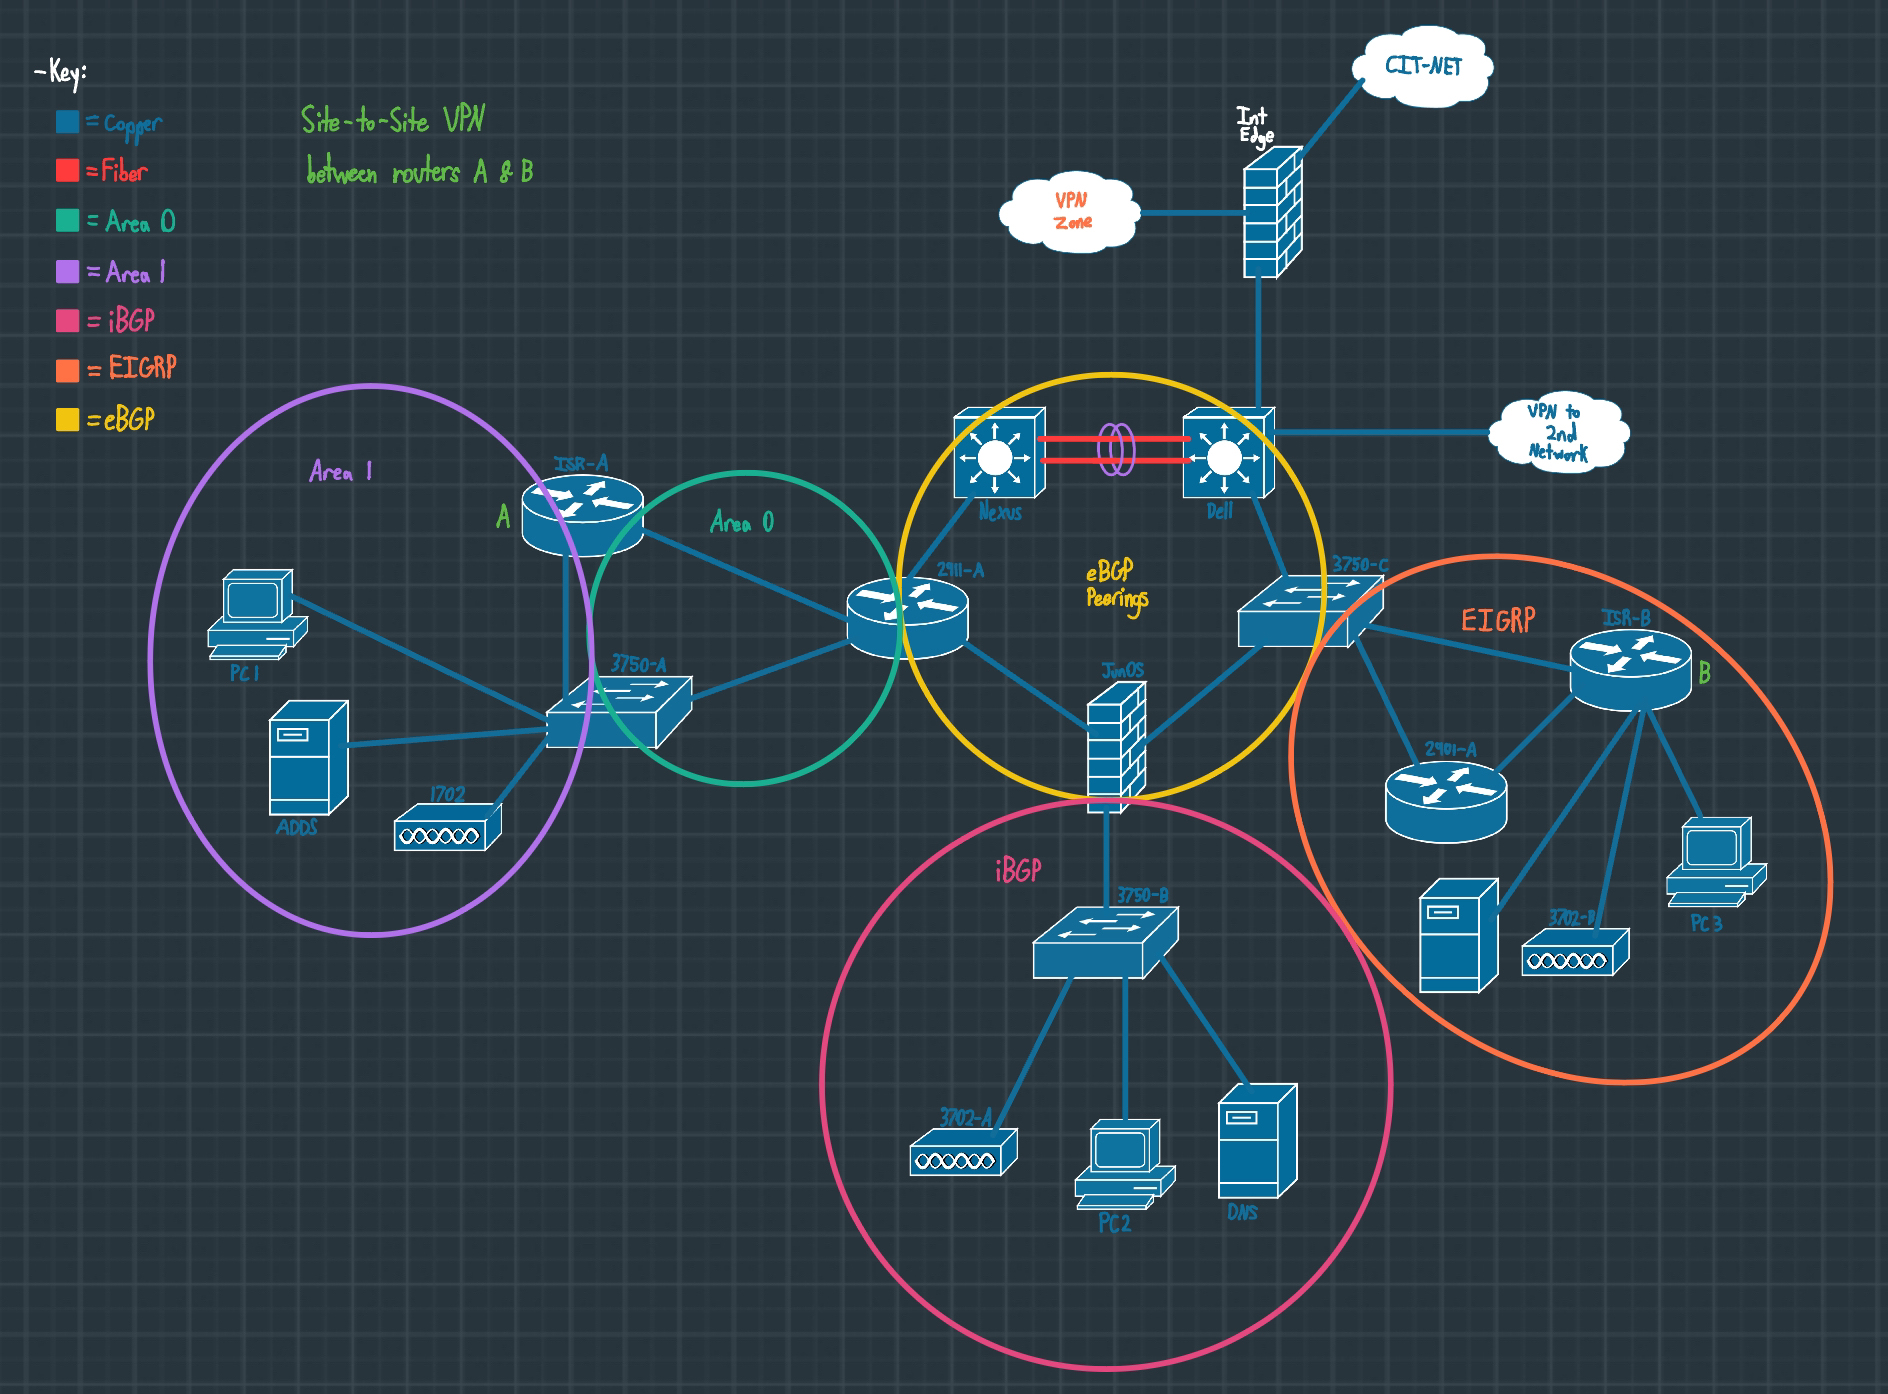 -Key:
= Copper
=Fiber
= Area 0
= Area 1
= iBGP
= EIGRP
=eBGP
Site-to-Site VPN
between routers A & B
CIT-NET
Int
Edge
VPN
Zone
VPN to
2nd
Network
Nexus
Dell
Area 1
ISR-A
A
Area 0
2911-A
eBGP
Peerings
3750-C
EIGRP
ISR-B
B
PC1
3750-A
JunOS
2901-A
ADDS
1702
iBGP
3750-B
3702-B
PC3
3702-A
PC2
DNS